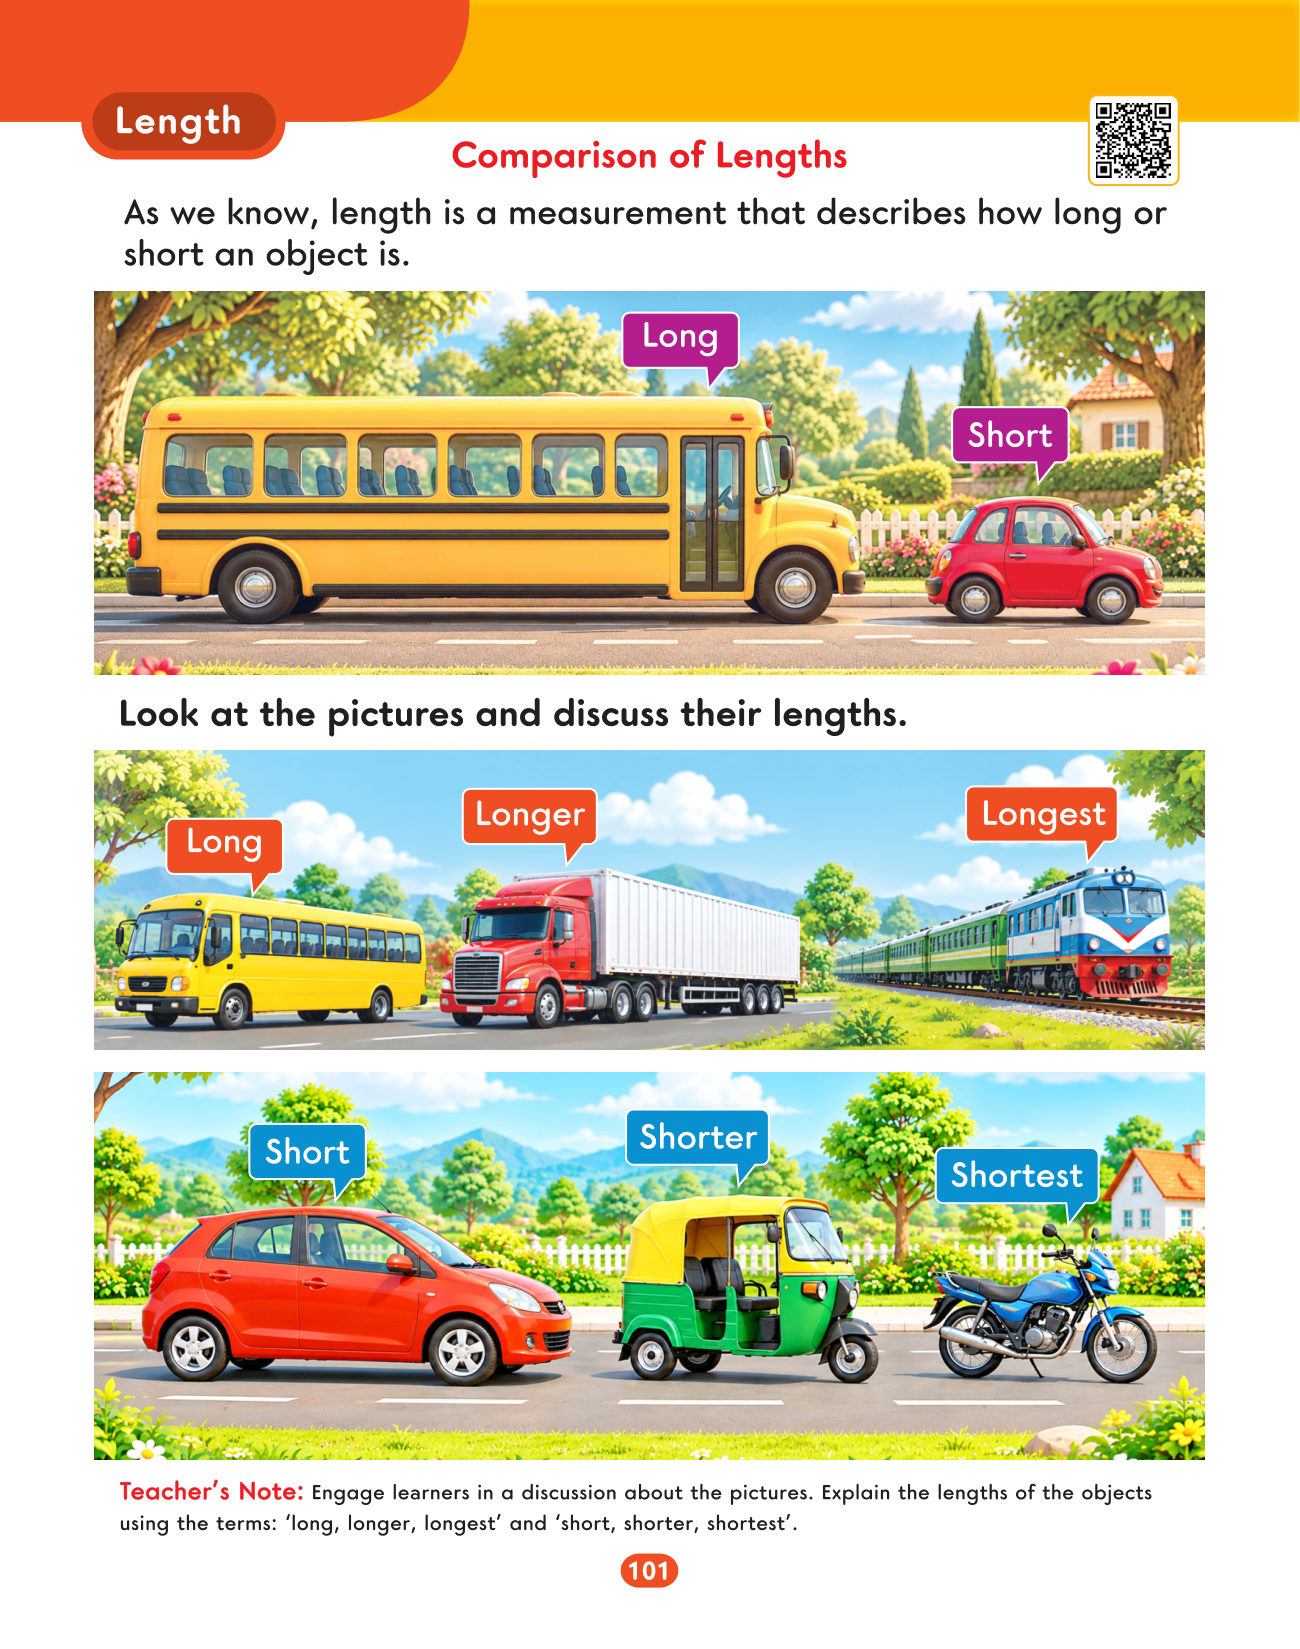 Length
Comparison of Lengths
As we know, length is a measurement that describes how long or
short an object is.
Long
Short
Look at the pictures and discuss their lengths.
Long
Longer
Longest
Short
Shorter
Shortest
Teacher's Note: Engage learners in a discussion about the pictures. Explain the lengths of the objects
using the terms: ‘long, longer, longest’ and ‘short, shorter, shortest’.
101